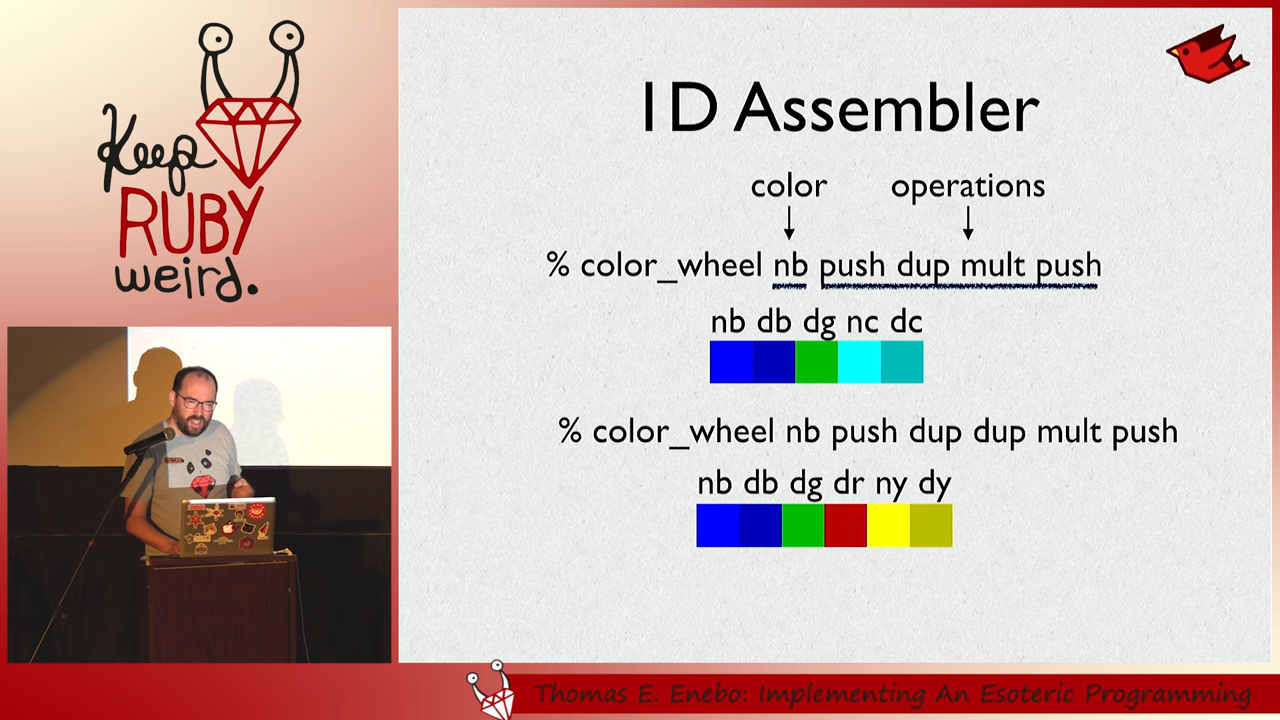 Keep
RUBY
weird.
1D Assembler
color operations
% color_wheel nb push dup mult push
nb db dg nc dc
% color_wheel nb push dup dup mult push
nb db dg dr ny dy
Thomas E. Enebo: Implementing An Esoteric Programming